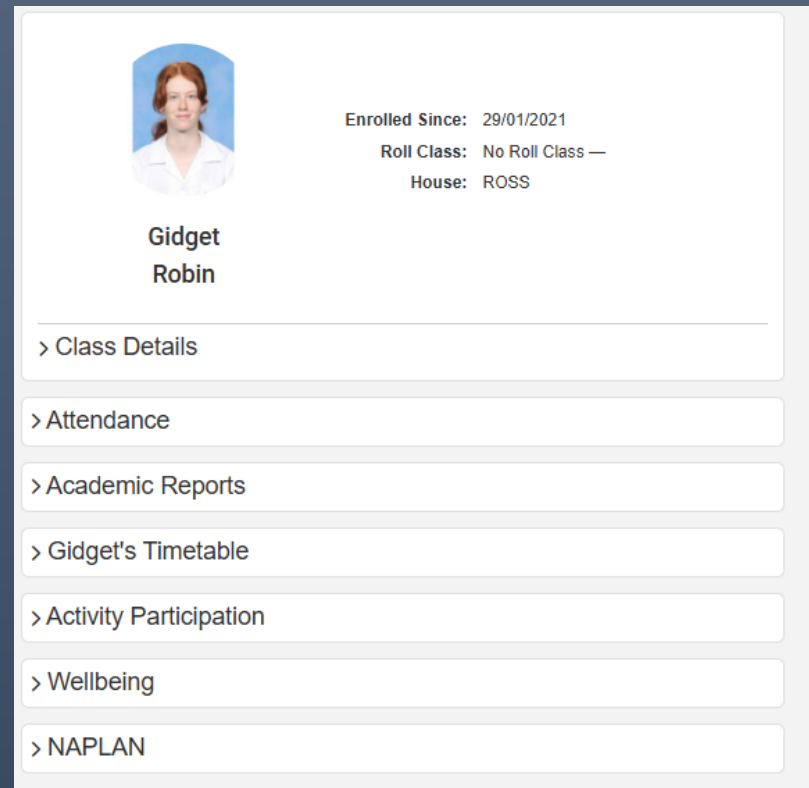 Enrolled Since: 29/01/2021
Roll Class: No Roll Class —
House: ROSS
Gidget
Robin
Class Details
Attendance
Academic Reports
Gidget's Timetable
Activity Participation
Wellbeing
NAPLAN